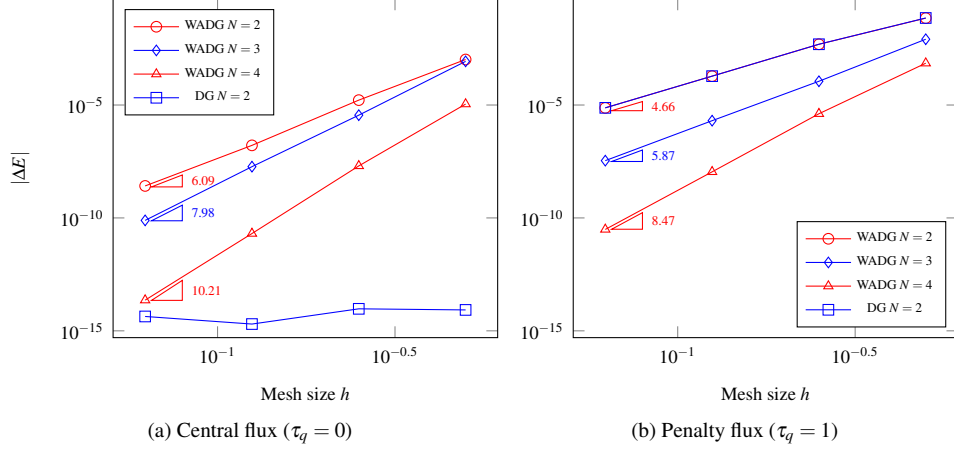 WADG N = 2
WADG N = 3
WADG N = 4
DG N = 2
10^−5
10^−10
10^−15
|ΔE|
6.09
7.98
10.21
10^−1
10^−0.5
Mesh size h
(a) Central flux (τ_q = 0)
10^−5
10^−10
10^−15
4.66
5.87
8.47
WADG N = 2
WADG N = 3
WADG N = 4
DG N = 2
10^−1
10^−0.5
Mesh size h
(b) Penalty flux (τ_q = 1)